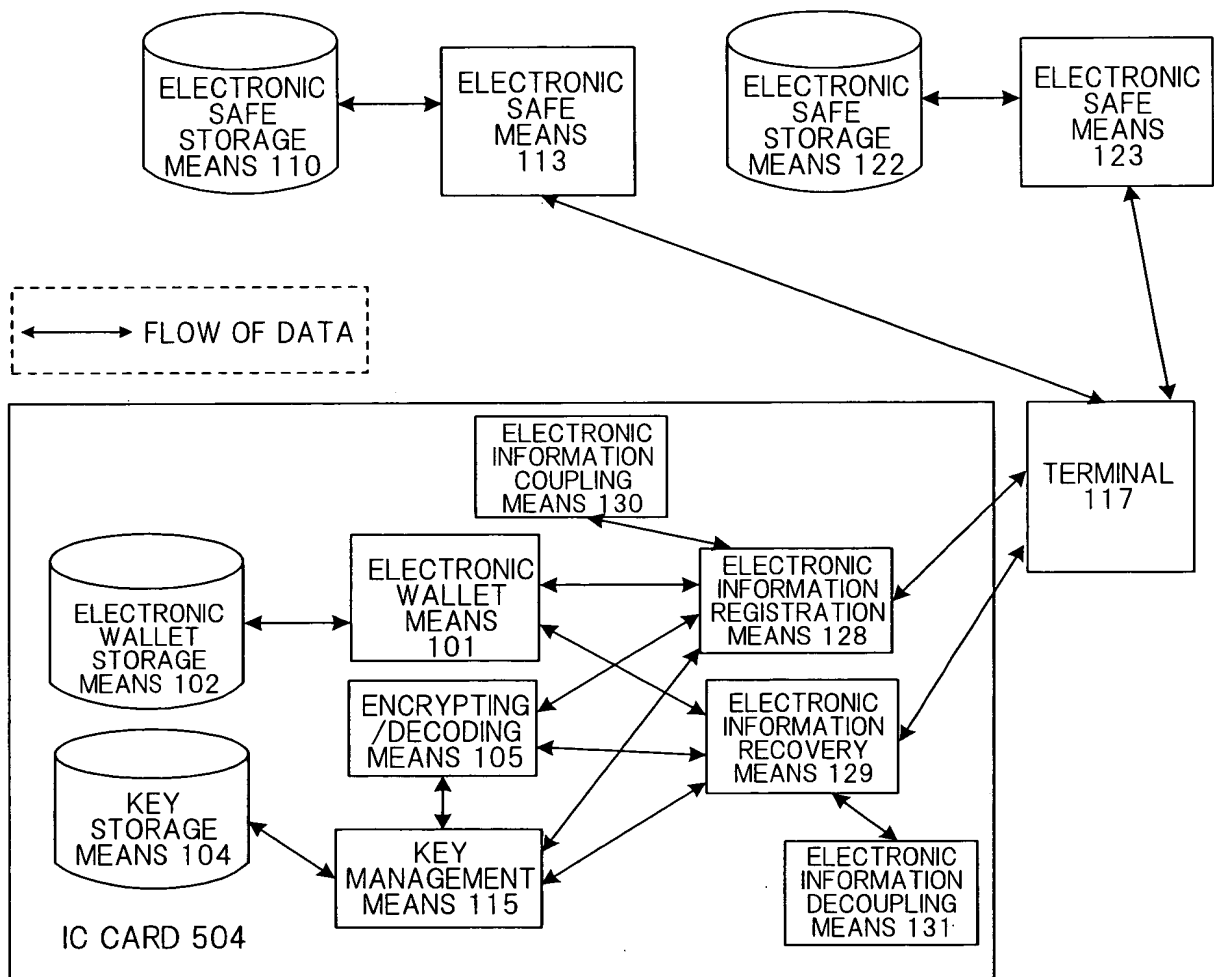 ELECTRONIC
SAFE
STORAGE
MEANS 110
ELECTRONIC
SAFE
MEANS
113
ELECTRONIC
SAFE
STORAGE
MEANS 122
ELECTRONIC
SAFE
MEANS
123
FLOW OF DATA
ELECTRONIC
INFORMATION
COUPLING
MEANS 130
TERMINAL
117
ELECTRONIC
WALLET
STORAGE
MEANS 102
ELECTRONIC
WALLET
MEANS
101
ELECTRONIC
INFORMATION
REGISTRATION
MEANS 128
ENCRYPTING
/DECODING
MEANS 105
ELECTRONIC
INFORMATION
RECOVERY
MEANS 129
KEY
STORAGE
MEANS 104
KEY
MANAGEMENT
MEANS 115
ELECTRONIC
INFORMATION
DECOUPLING
MEANS 131
IC CARD 504